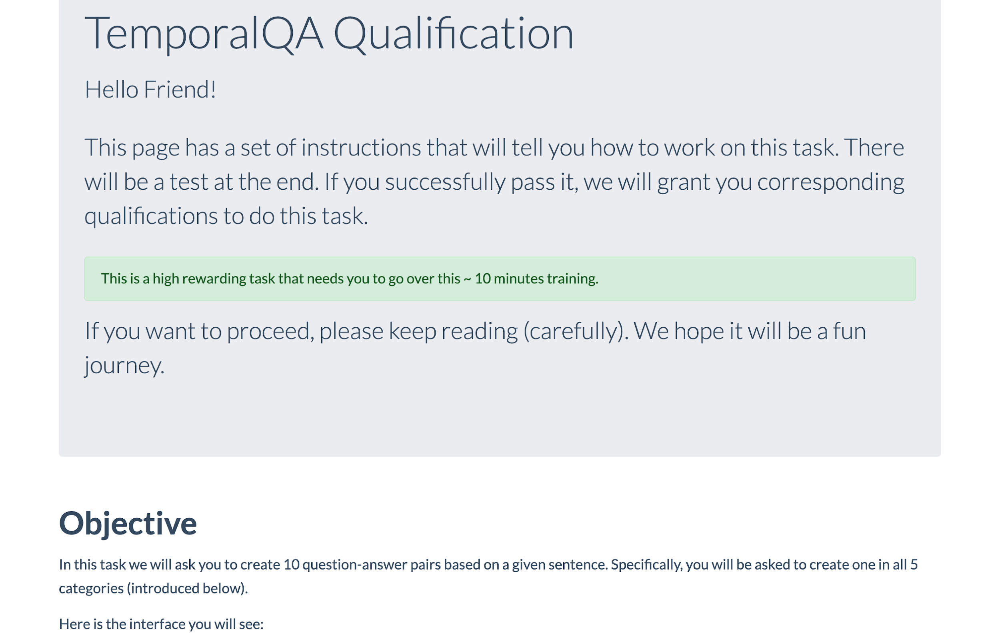 TemporalQA Qualification
Hello Friend!
This page has a set of instructions that will tell you how to work on this task. There
will be a test at the end. If you successfully pass it, we will grant you corresponding
qualifications to do this task.
This is a high rewarding task that needs you to go over this ~ 10 minutes training.
If you want to proceed, please keep reading (carefully). We hope it will be a fun
journey.
Objective
In this task we will ask you to create 10 question-answer pairs based on a given sentence. Specifically, you will be asked to create one in all 5
categories (introduced below).
Here is the interface you will see: